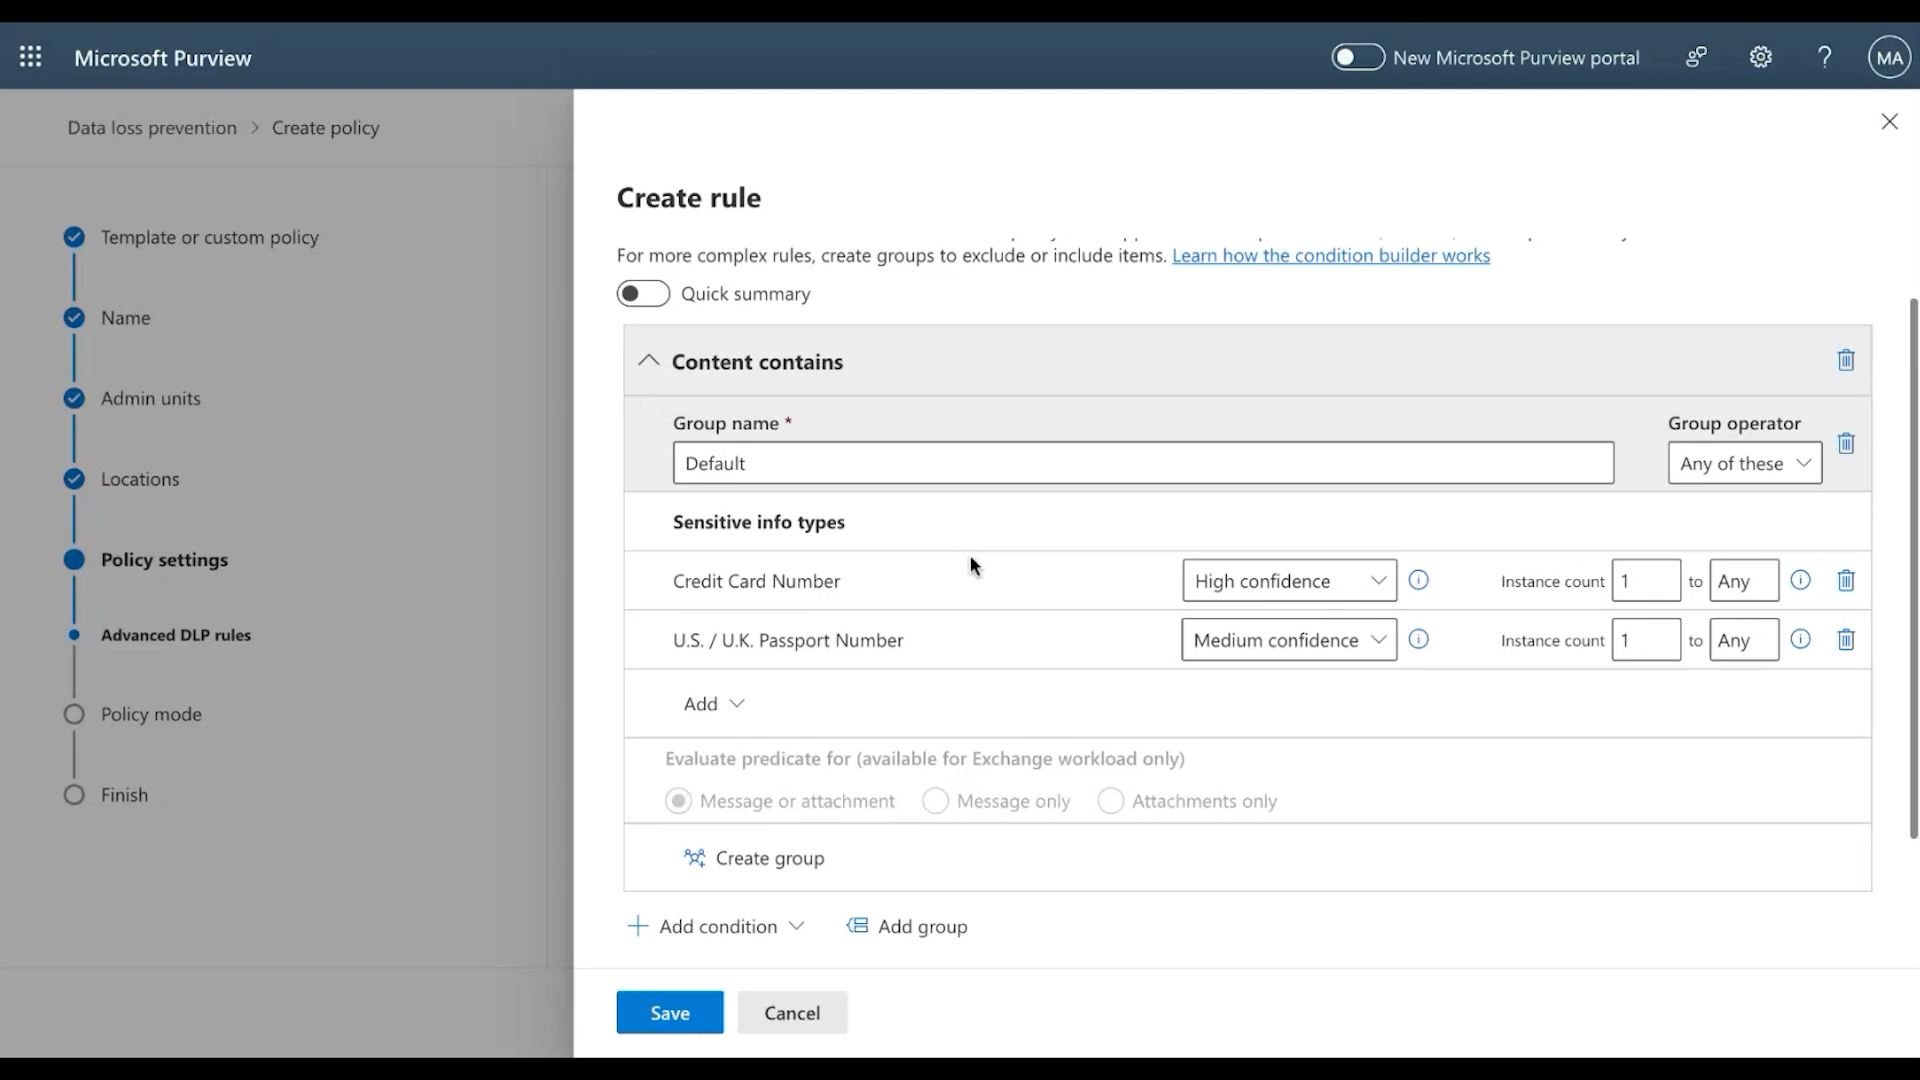 Microsoft Purview
New Microsoft Purview portal
?
MA
Data loss prevention > Create policy
Template or custom policy
Name
Admin units
Locations
Policy settings
Advanced DLP rules
Policy mode
Finish
Create rule
For more complex rules, create groups to exclude or include items. Learn how the condition builder works
Quick summary
Content contains
Group name *
Group operator
Default
Any of these
Sensitive info types
Credit Card Number
High confidence
Instance count 1 to Any
U.S. / U.K. Passport Number
Medium confidence
Instance count 1 to Any
Add
Evaluate predicate for (available for Exchange workload only)
Message or attachment
Message only
Attachments only
Create group
Add condition
Add group
Save
Cancel